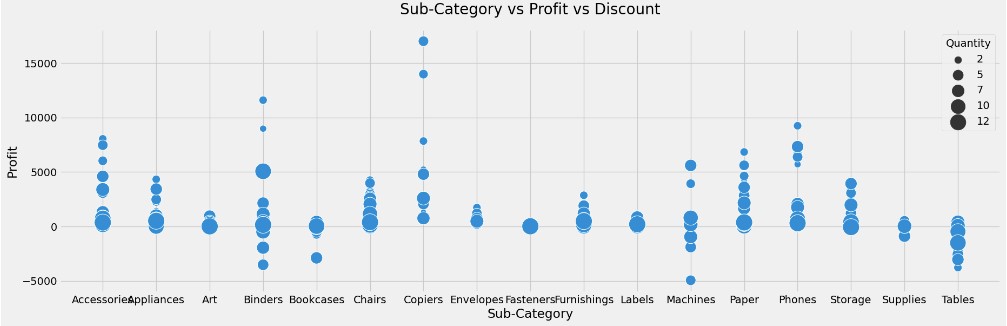 Sub-Category vs Profit vs Discount
Quantity
2
5
7
10
12
Profit
15000
10000
5000
0
−5000
Accessories Appliances Art Binders Bookcases Chairs Copiers Envelopes Fasteners Furnishings Labels Machines Paper Phones Storage Supplies Tables
Sub-Category